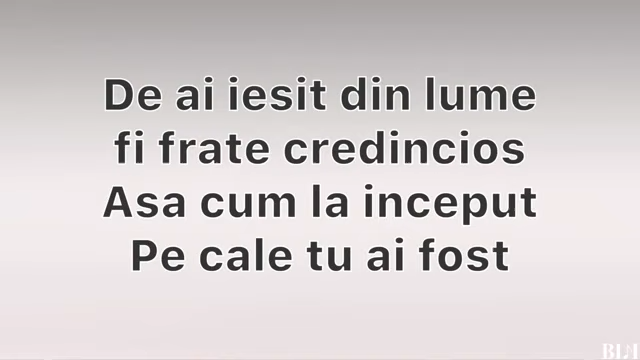 De ai iesit din lume
fi frate credincios
Asa cum la inceput
Pe cale tu ai fost